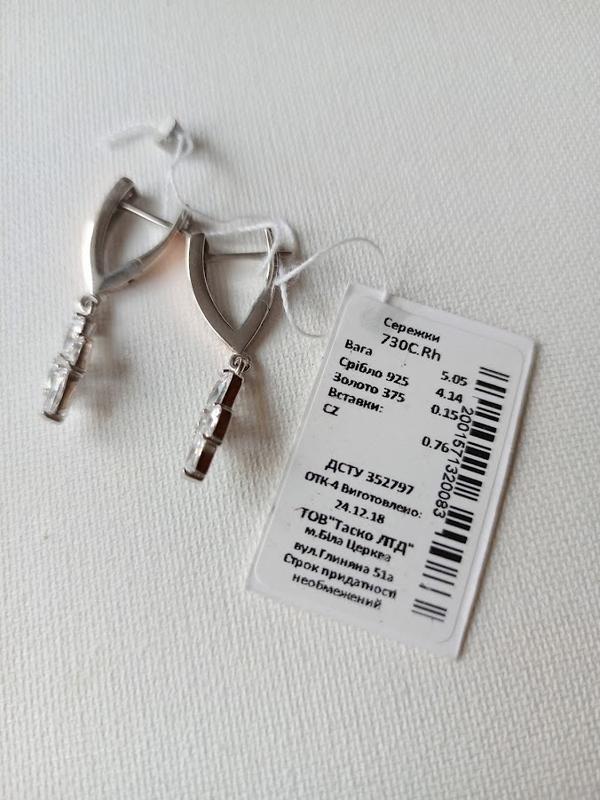 Сережки
730С.Rh
Вага 5.05
Срібло 925 4.14
Золото 375 0.15
Вставки:
CZ 0.76
ДСТУ 352797
ОТК-4 Виготовлено:
24.12.18
ТОВ"Таско ЛТД"
м.Біла Церква
вул.Глиняна 51а
Строк придатності
необмежений
2001571320083